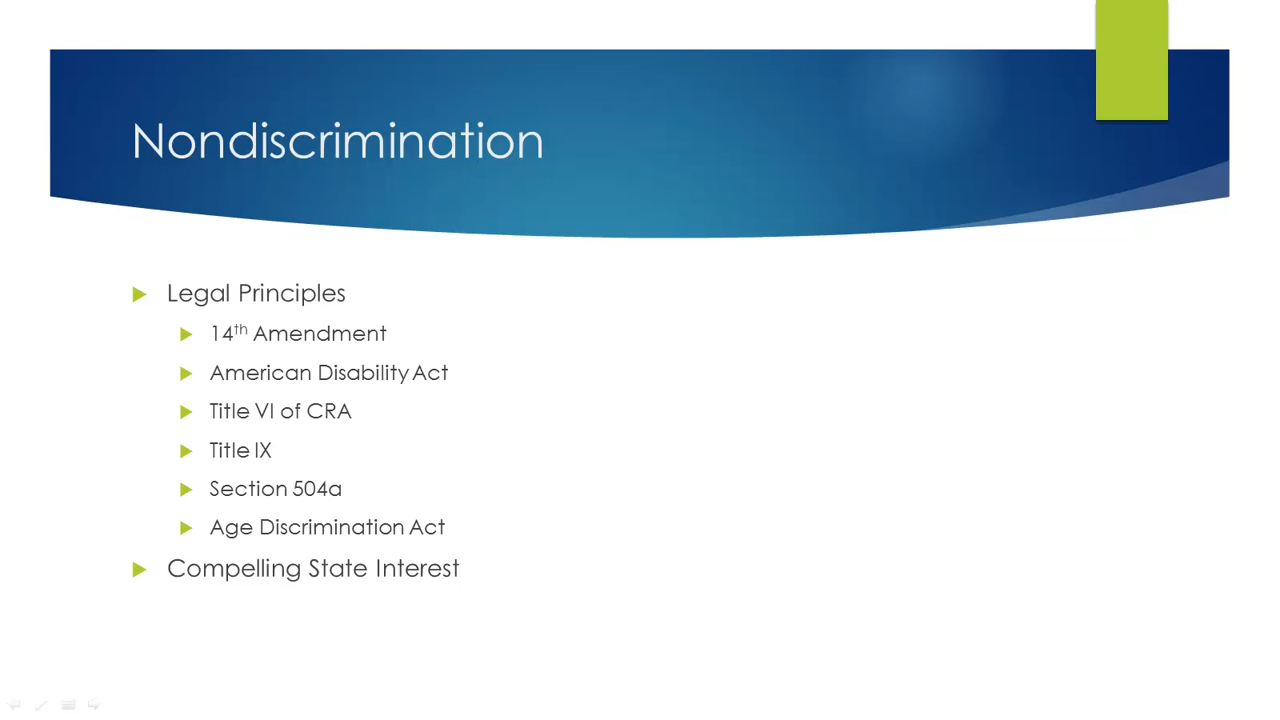 Nondiscrimination
Legal Principles
14th Amendment
American Disability Act
Title VI of CRA
Title IX
Section 504a
Age Discrimination Act
Compelling State Interest